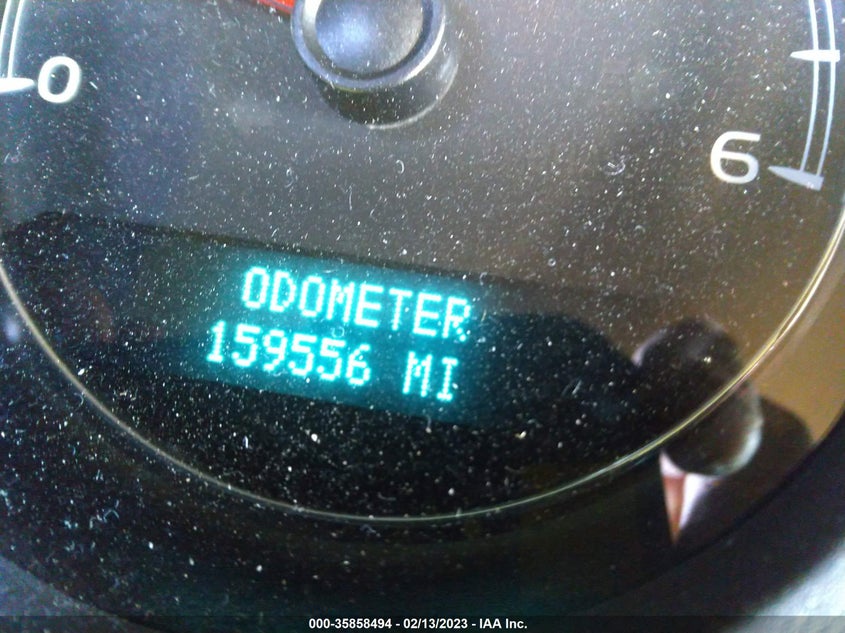 0
6
ODOMETER
159556 MI
000-35858494 - 02/13/2023 - IAA Inc.